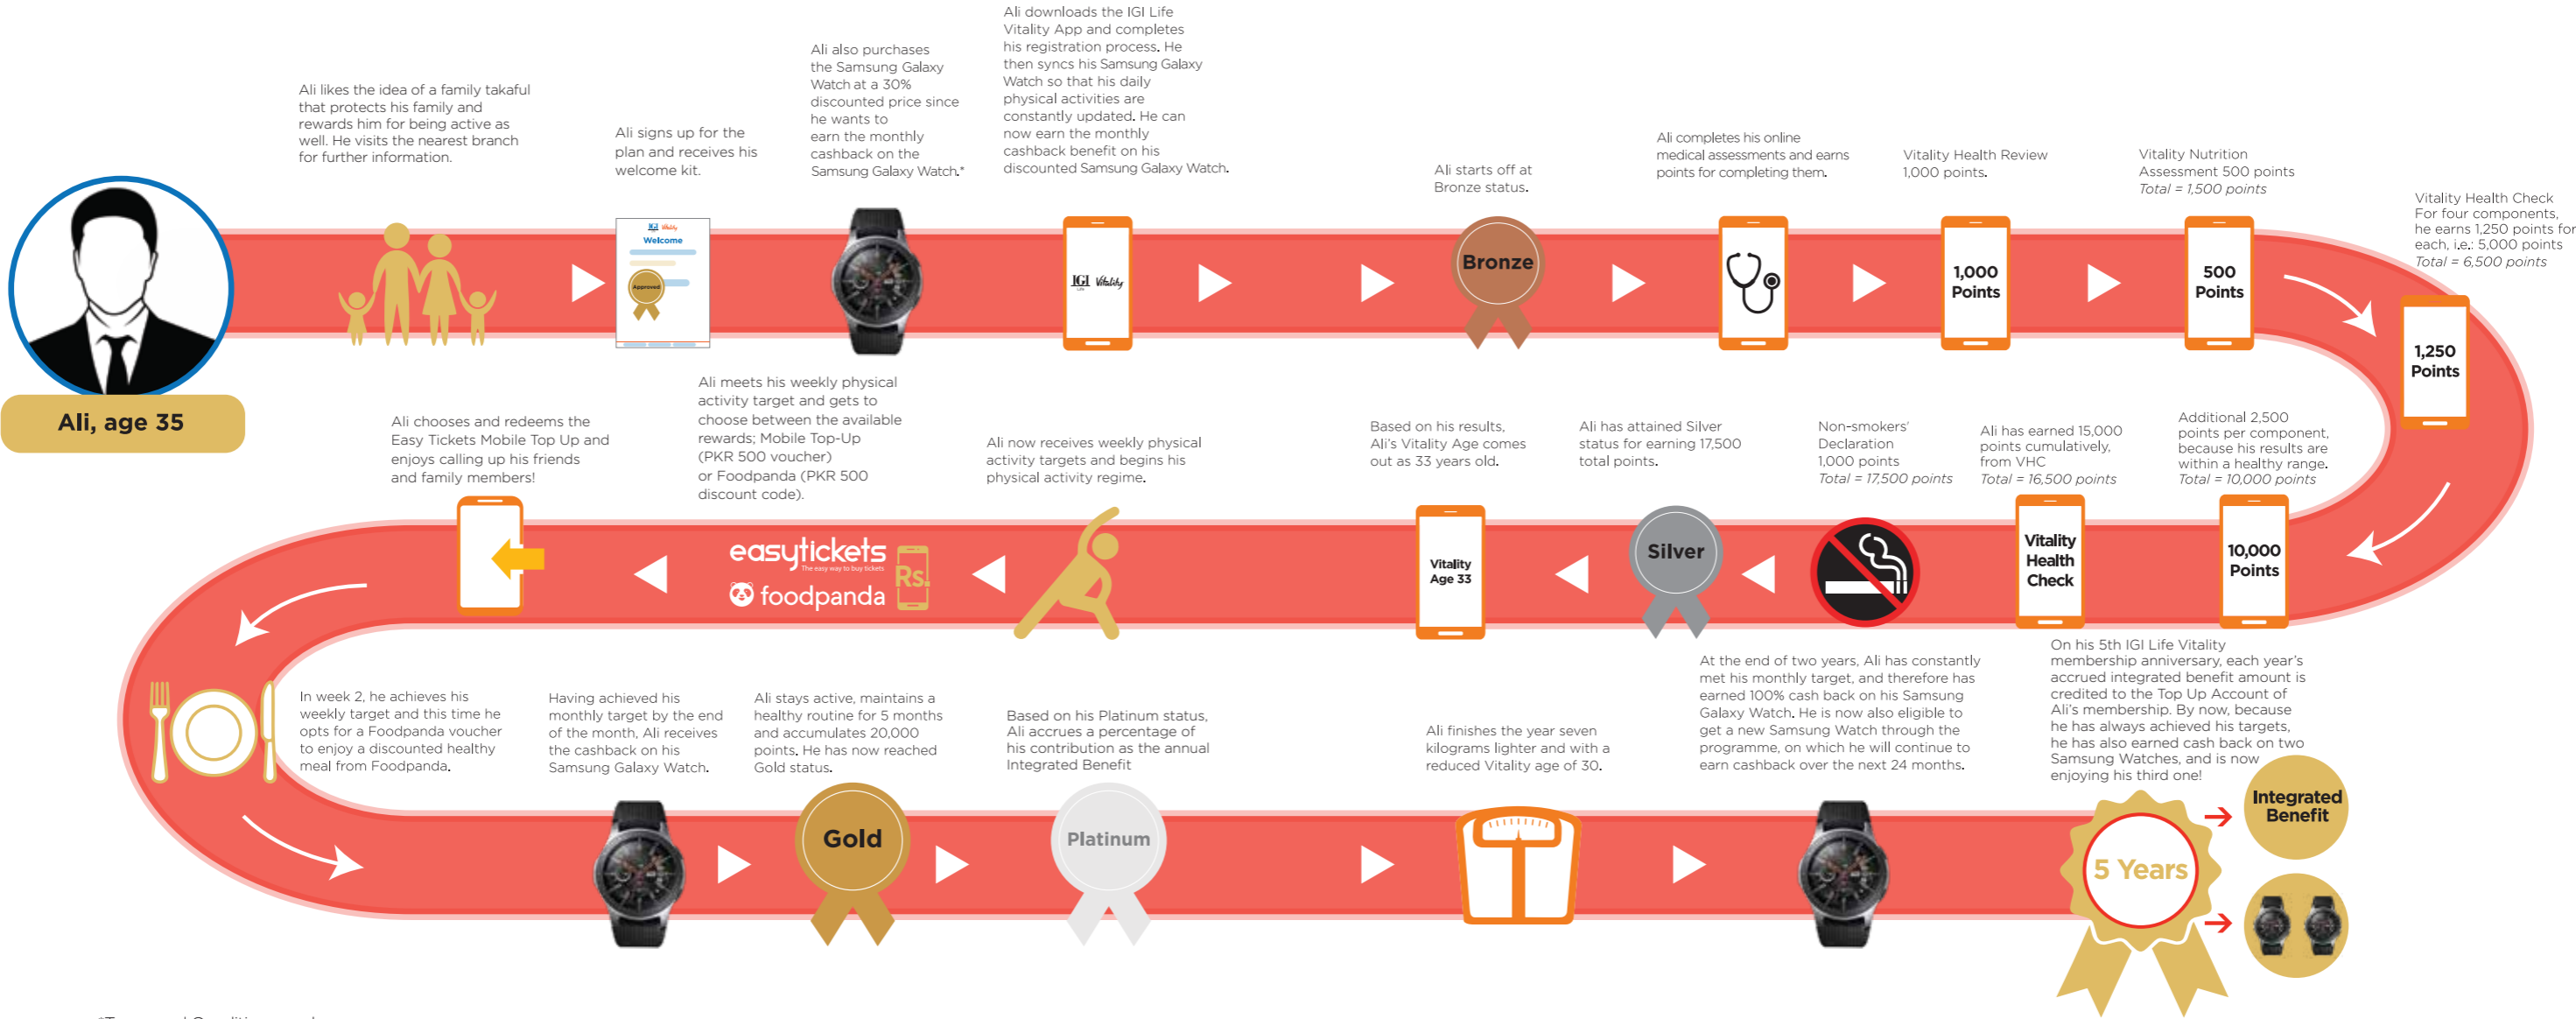 Ali, age 35
Ali likes the idea of a family takaful
that protects his family and
rewards him for being active as
well. He visits the nearest branch
for further information.
Ali signs up for the
plan and receives his
welcome kit.
IGI Vitality
Welcome
Approved
Ali also purchases
the Samsung Galaxy
Watch at a 30%
discounted price since
he wants to
earn the monthly
cashback on the
Samsung Galaxy Watch.*
Ali downloads the IGI Life
Vitality App and completes
his registration process. He
then syncs his Samsung Galaxy
Watch so that his daily
physical activities are
constantly updated. He can
now earn the monthly
cashback benefit on his
discounted Samsung Galaxy Watch.
IGI Vitality
Life
Ali starts off at
Bronze status.
Bronze
Ali completes his online
medical assessments and earns
points for completing them.
Vitality Health Review
1,000 points.
1,000
Points
Vitality Nutrition
Assessment 500 points
Total = 1,500 points
500
Points
Vitality Health Check
For four components,
he earns 1,250 points for
each, i.e.: 5,000 points
Total = 6,500 points
1,250
Points
Additional 2,500
points per component,
because his results are
within a healthy range.
Total = 10,000 points
10,000
Points
Ali has earned 15,000
points cumulatively,
from VHC
Total = 16,500 points
Vitality
Health
Check
Non-smokers'
Declaration
1,000 points
Total = 17,500 points
Ali has attained Silver
status for earning 17,500
total points.
Silver
Based on his results,
Ali's Vitality Age comes
out as 33 years old.
Vitality
Age 33
Ali now receives weekly physical
activity targets and begins his
physical activity regime.
Ali meets his weekly physical
activity target and gets to
choose between the available
rewards; Mobile Top-Up
(PKR 500 voucher)
or Foodpanda (PKR 500
discount code).
easytickets
The easy way to buy tickets
foodpanda
Rs.
Ali chooses and redeems the
Easy Tickets Mobile Top Up and
enjoys calling up his friends
and family members!
In week 2, he achieves his
weekly target and this time he
opts for a Foodpanda voucher
to enjoy a discounted healthy
meal from Foodpanda.
Having achieved his
monthly target by the end
of the month, Ali receives
the cashback on his
Samsung Galaxy Watch.
Ali stays active, maintains a
healthy routine for 5 months
and accumulates 20,000
points. He has now reached
Gold status.
Gold
Based on his Platinum status,
Ali accrues a percentage of
his contribution as the annual
Integrated Benefit
Platinum
Ali finishes the year seven
kilograms lighter and with a
reduced Vitality age of 30.
At the end of two years, Ali has constantly
met his monthly target, and therefore has
earned 100% cash back on his Samsung
Galaxy Watch. He is now also eligible to
get a new Samsung Watch through the
programme, on which he will continue to
earn cashback over the next 24 months.
On his 5th IGI Life Vitality
membership anniversary, each year's
accrued integrated benefit amount is
credited to the Top Up Account of
Ali's membership. By now, because
he has always achieved his targets,
he has also earned cash back on two
Samsung Watches, and is now
enjoying his third one!
5 Years
Integrated
Benefit